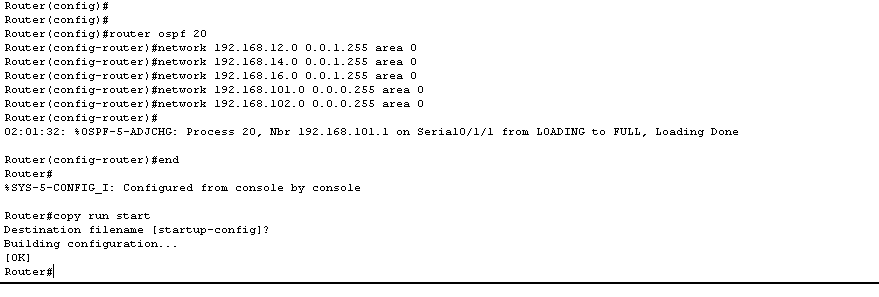 Router(config)#
Router(config)#
Router(config)#router ospf 20
Router(config-router)#network 192.168.12.0 0.0.1.255 area 0
Router(config-router)#network 192.168.14.0 0.0.1.255 area 0
Router(config-router)#network 192.168.16.0 0.0.1.255 area 0
Router(config-router)#network 192.168.101.0 0.0.0.255 area 0
Router(config-router)#network 192.168.102.0 0.0.0.255 area 0
Router(config-router)#
02:01:32: %OSPF-5-ADJCHG: Process 20, Nbr 192.168.101.1 on Serial0/1/1 from LOADING to FULL, Loading Done
Router(config-router)#end
Router#
%SYS-5-CONFIG_I: Configured from console by console
Router#copy run start
Destination filename [startup-config]?
Building configuration...
[OK]
Router#